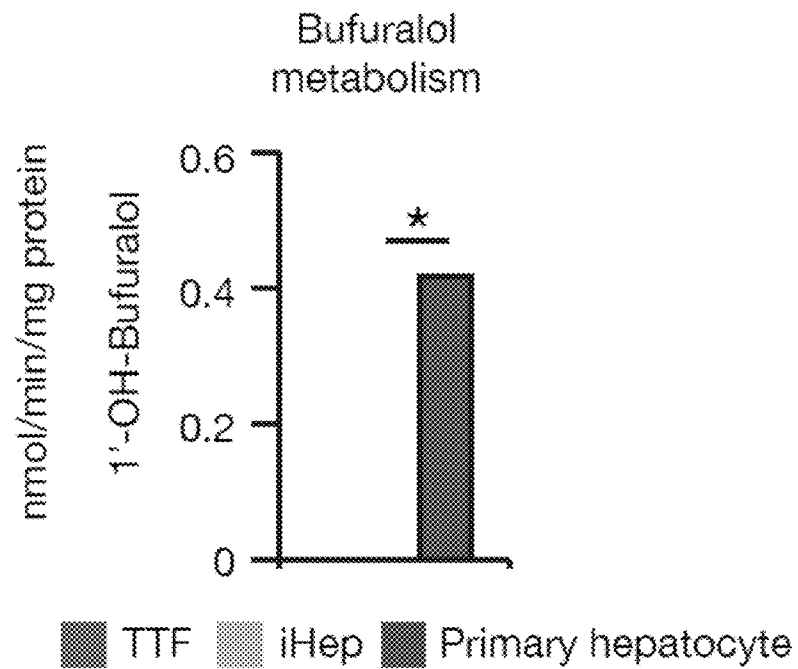 Bufuralol
metabolism
nmol/min/mg protein
1'-OH-Bufuralol
0.6
0.4
0.2
0
*
TTF iHep Primary hepatocyte